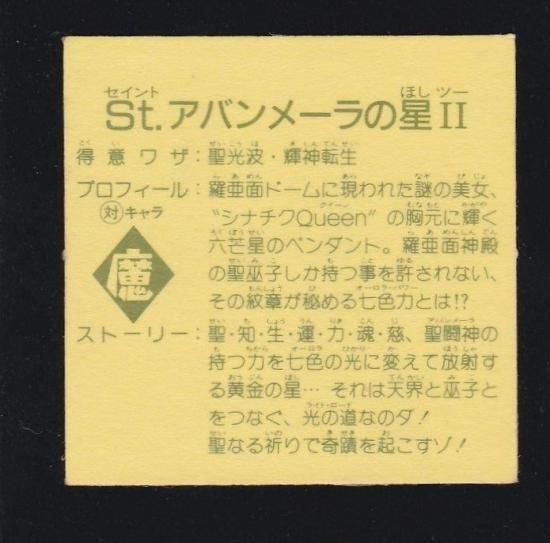 St.アバンメーラの星II
得意ワザ:聖光波・輝神転生
プロフィール:羅亜面ドームに現われた謎の美女、
対キャラ
"シナチクQueen"の胸元に輝く
六芒星のペンダント。羅亜面神殿
魔
の聖巫子しか持つ事を許されない、
その紋章が秘める七色力とは!?
ストーリー:聖・知・生・運・力・魂・慈、聖闘神の
持つ力を七色の光に変えて放射す
る黄金の星…それは天界と巫子と
をつなぐ、光の道なのダ!
聖なる祈りで奇蹟を起こすゾ!